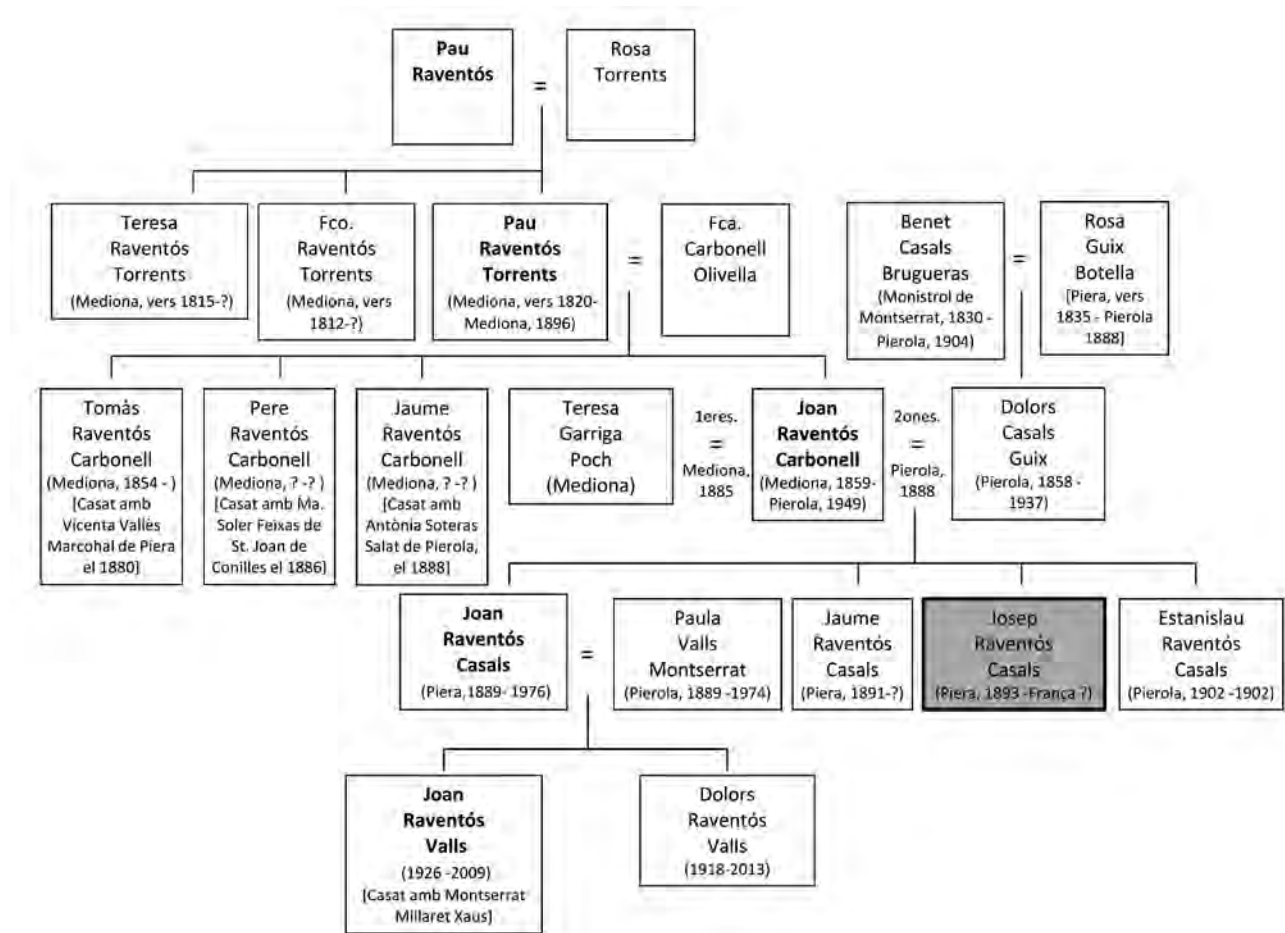 Pau
Raventós
=
Rosa
Torrents
Teresa
Raventós
Torrents
(Mediona, vers 1815-?)
Fco.
Raventós
Torrents
(Mediona, vers
1812-?)
Pau
Raventós
Torrents
(Mediona, vers 1820-
Mediona, 1896)
=
Fca.
Carbonell
Olivella
Benet
Casals
Brugueras
(Monistrol de
Montserrat, 1830 -
Pierola, 1904)
=
Rosa
Guix
Botella
[Piera, vers
1835 - Pierola
1888]
Tomàs
Raventós
Carbonell
(Mediona, 1854 - )
[Casat amb
Vicenta Vallès
Marcohal de Piera
el 1880]
Pere
Raventós
Carbonell
(Mediona, ? -? )
[Casat amb Ma.
Soler Feixas de
St. Joan de
Conilles el 1886]
Jaume
Raventós
Carbonell
(Mediona, ? -? )
[Casat amb
Antònia Soteras
Salat de Pierola,
el 1888]
Teresa
Garriga
Poch
(Mediona)
1eres.
=
Mediona,
1885
Joan
Raventós
Carbonell
(Mediona, 1859-
Pierola, 1949)
2ones.
=
Pierola,
1888
Dolors
Casals
Guix
(Pierola, 1858 -
1937)
Joan
Raventós
Casals
(Piera,1889- 1976)
=
Paula
Valls
Montserrat
(Pierola, 1889 -1974)
Jaume
Raventós
Casals
(Piera, 1891-?)
Josep
Raventós
Casals
(Piera, 1893 -França ?)
Estanislau
Raventós
Casals
(Pierola, 1902 -1902)
Joan
Raventós
Valls
(1926 -2009)
[Casat amb Montserrat
Millaret Xaus]
Dolors
Raventós
Valls
(1918-2013)